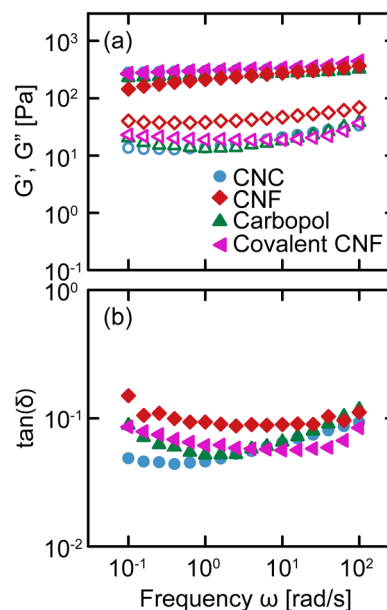 (a)
10³
10²
10¹
10⁰
10⁻¹
G’, G” [Pa]
CNC
CNF
Carbopol
Covalent CNF
(b)
10⁰
10⁻¹
10⁻²
tan(δ)
10⁻¹ 10⁰ 10¹ 10²
Frequency ω [rad/s]